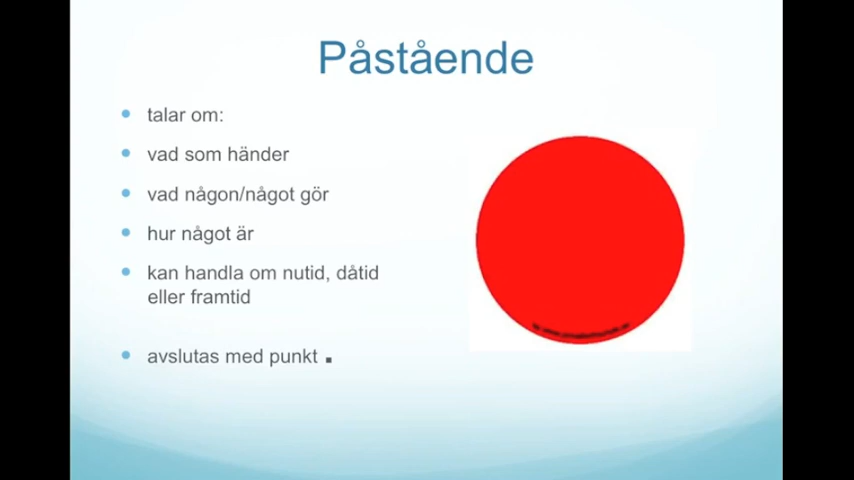 Påstående
talar om:
vad som händer
vad någon/något gör
hur något är
kan handla om nutid, dåtid
eller framtid
avslutas med punkt .